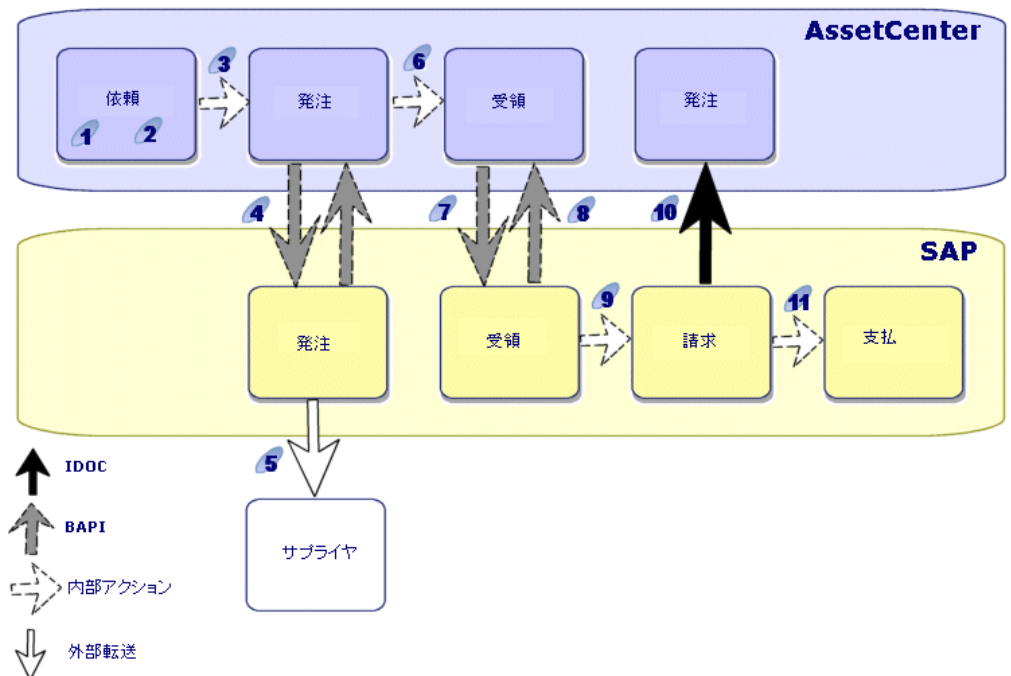 AssetCenter
3
6
依頼
発注
受領
発注
1
2
4
7
8
10
SAP
9
11
発注
受領
請求
支払
5
IDOC
BAPI
サプライヤ
内部アクション
外部転送